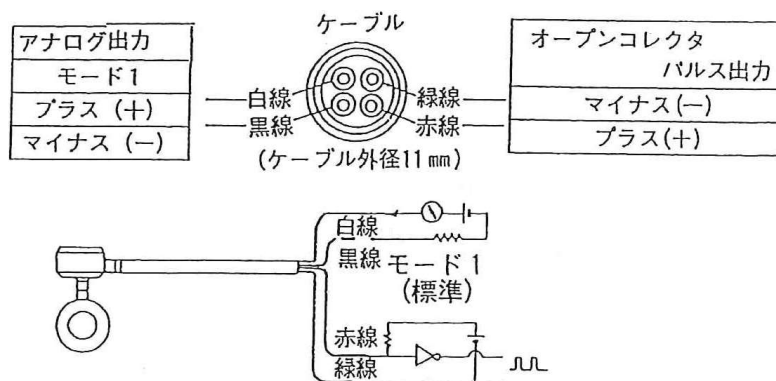 ケーブル
アナログ出力
モード1
プラス (+)
マイナス (−)
白線
黒線
緑線
赤線
(ケーブル外径11mm)
オープンコレクタ
パルス出力
マイナス(−)
プラス(+)
白線
黒線
モード1
(標準)
赤線
緑線